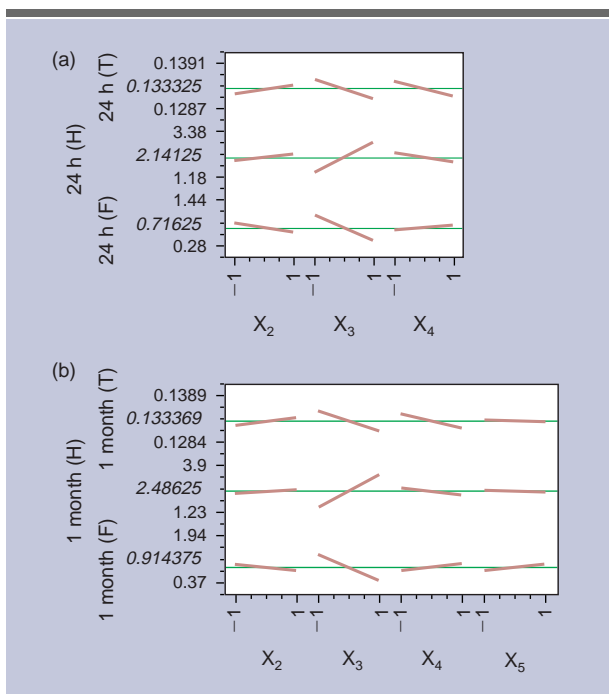 (a)
24 h (T)
0.1391
0.133325
0.1287
24 h (H)
3.38
2.14125
1.18
24 h (F)
1.44
0.71625
0.28
–1 1 –1 1 –1 1
X2 X3 X4
(b)
1 month (T)
0.1389
0.133369
0.1284
1 month (H)
3.9
2.48625
1.23
1 month (F)
1.94
0.914375
0.37
–1 1 –1 1 –1 1 –1 1
X2 X3 X4 X5